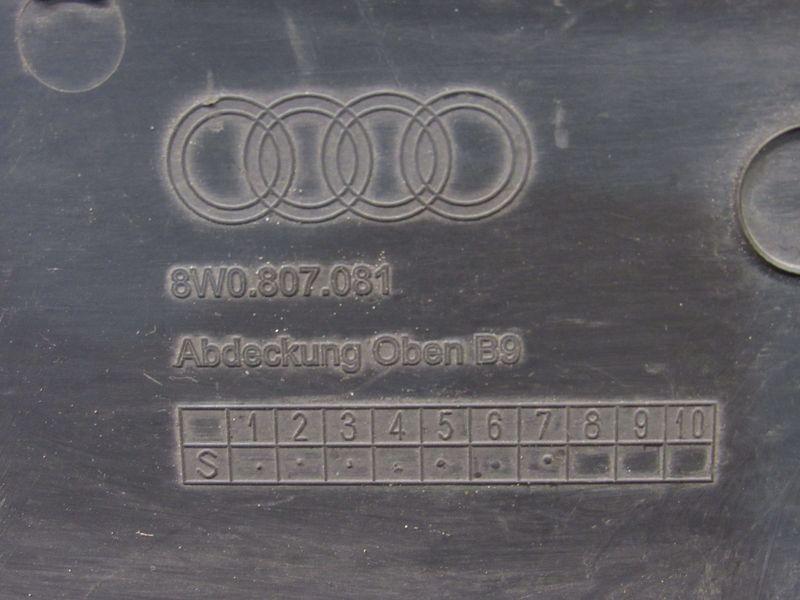 8W0.807.081
Abdeckung Oben B9
1 2 3 4 5 6 7 8 9 10
S